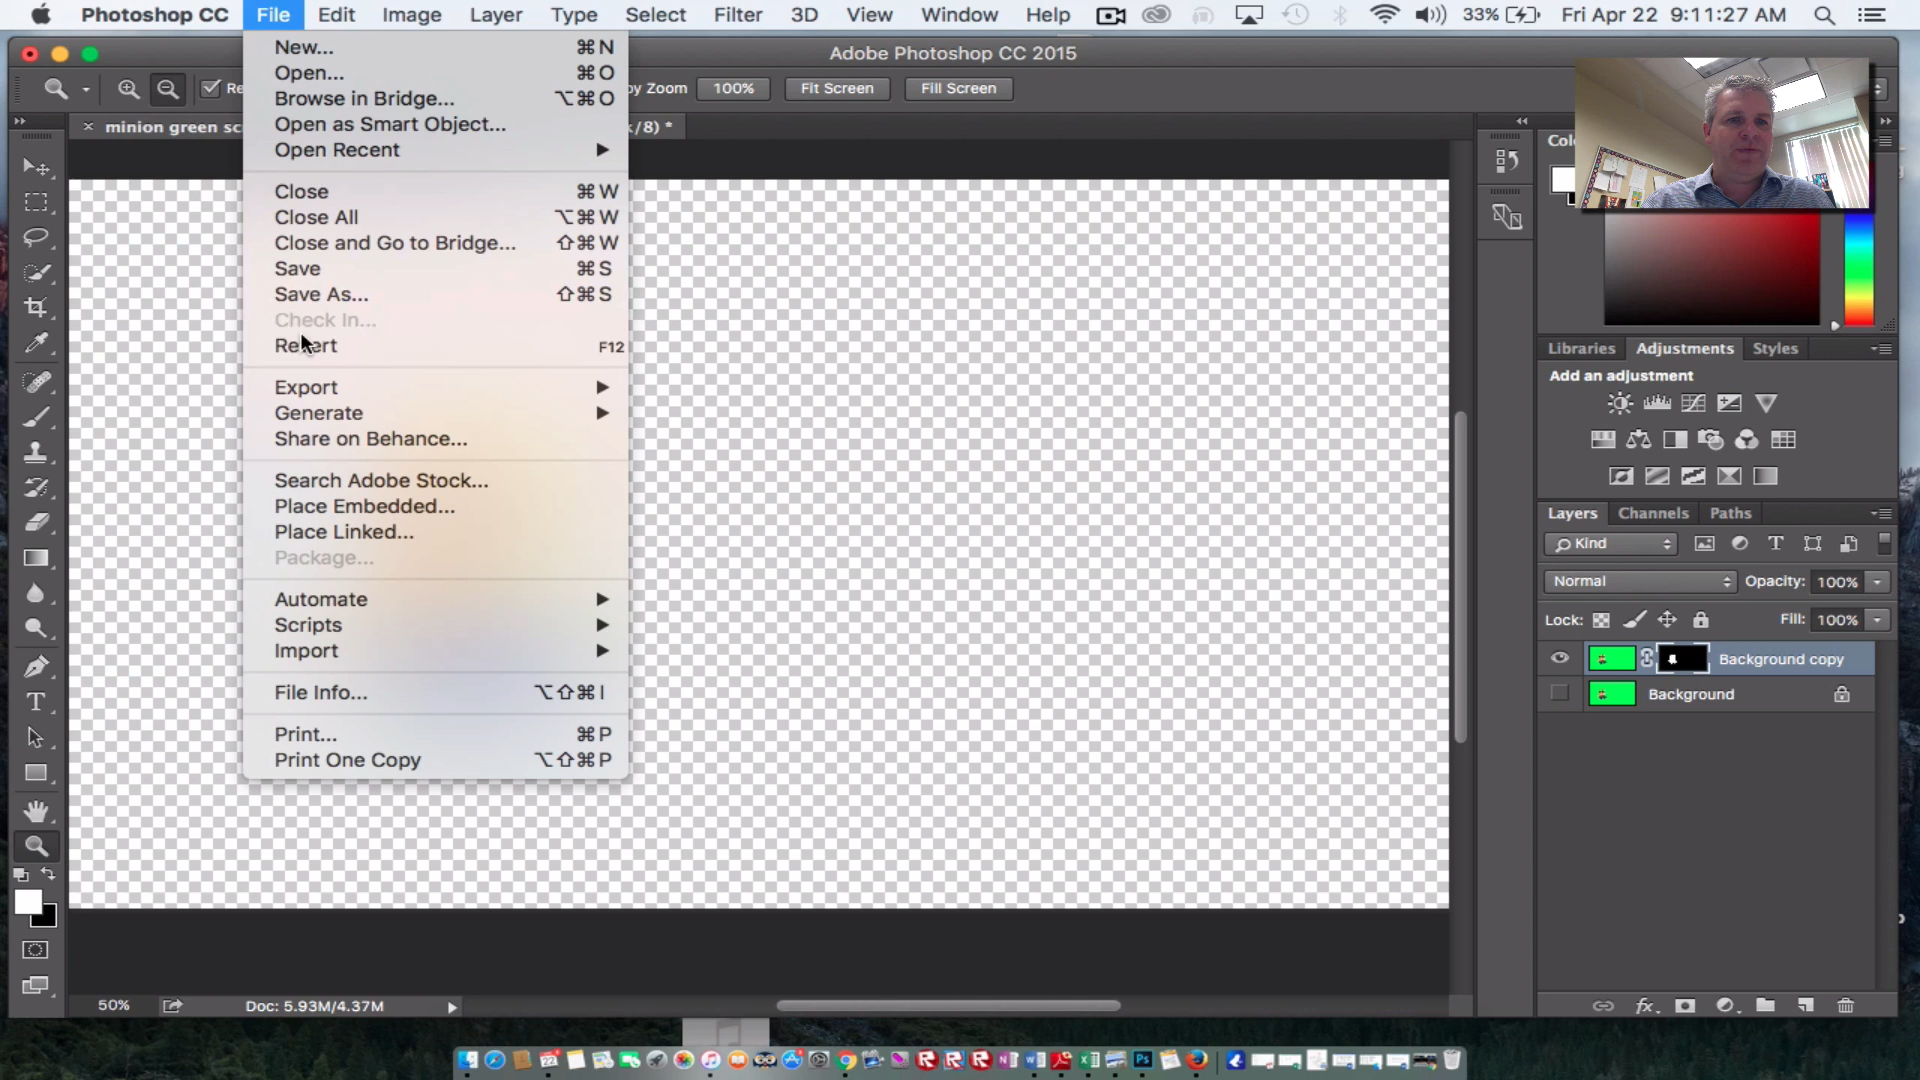 Photoshop CC File Edit Image Layer Type Select Filter 3D View Window Help 33% Fri Apr 22 9:11:27 AM
Adobe Photoshop CC 2015
Re
by Zoom 100% Fit Screen Fill Screen
× minion green sc
k/8) *
New... ⌘N
Open... ⌘O
Browse in Bridge... ⌥⌘O
Open as Smart Object...
Open Recent ▶
Close ⌘W
Close All ⌥⌘W
Close and Go to Bridge... ⇧⌘W
Save ⌘S
Save As... ⇧⌘S
Check In...
Revert F12
Export ▶
Generate ▶
Share on Behance...
Search Adobe Stock...
Place Embedded...
Place Linked...
Package...
Automate ▶
Scripts ▶
Import ▶
File Info... ⌥⇧⌘I
Print... ⌘P
Print One Copy ⌥⇧⌘P
Colo
Libraries Adjustments Styles
Add an adjustment
Layers Channels Paths
Kind
Normal Opacity: 100%
Lock: Fill: 100%
Background copy
Background
fx
50% Doc: 5.93M/4.37M